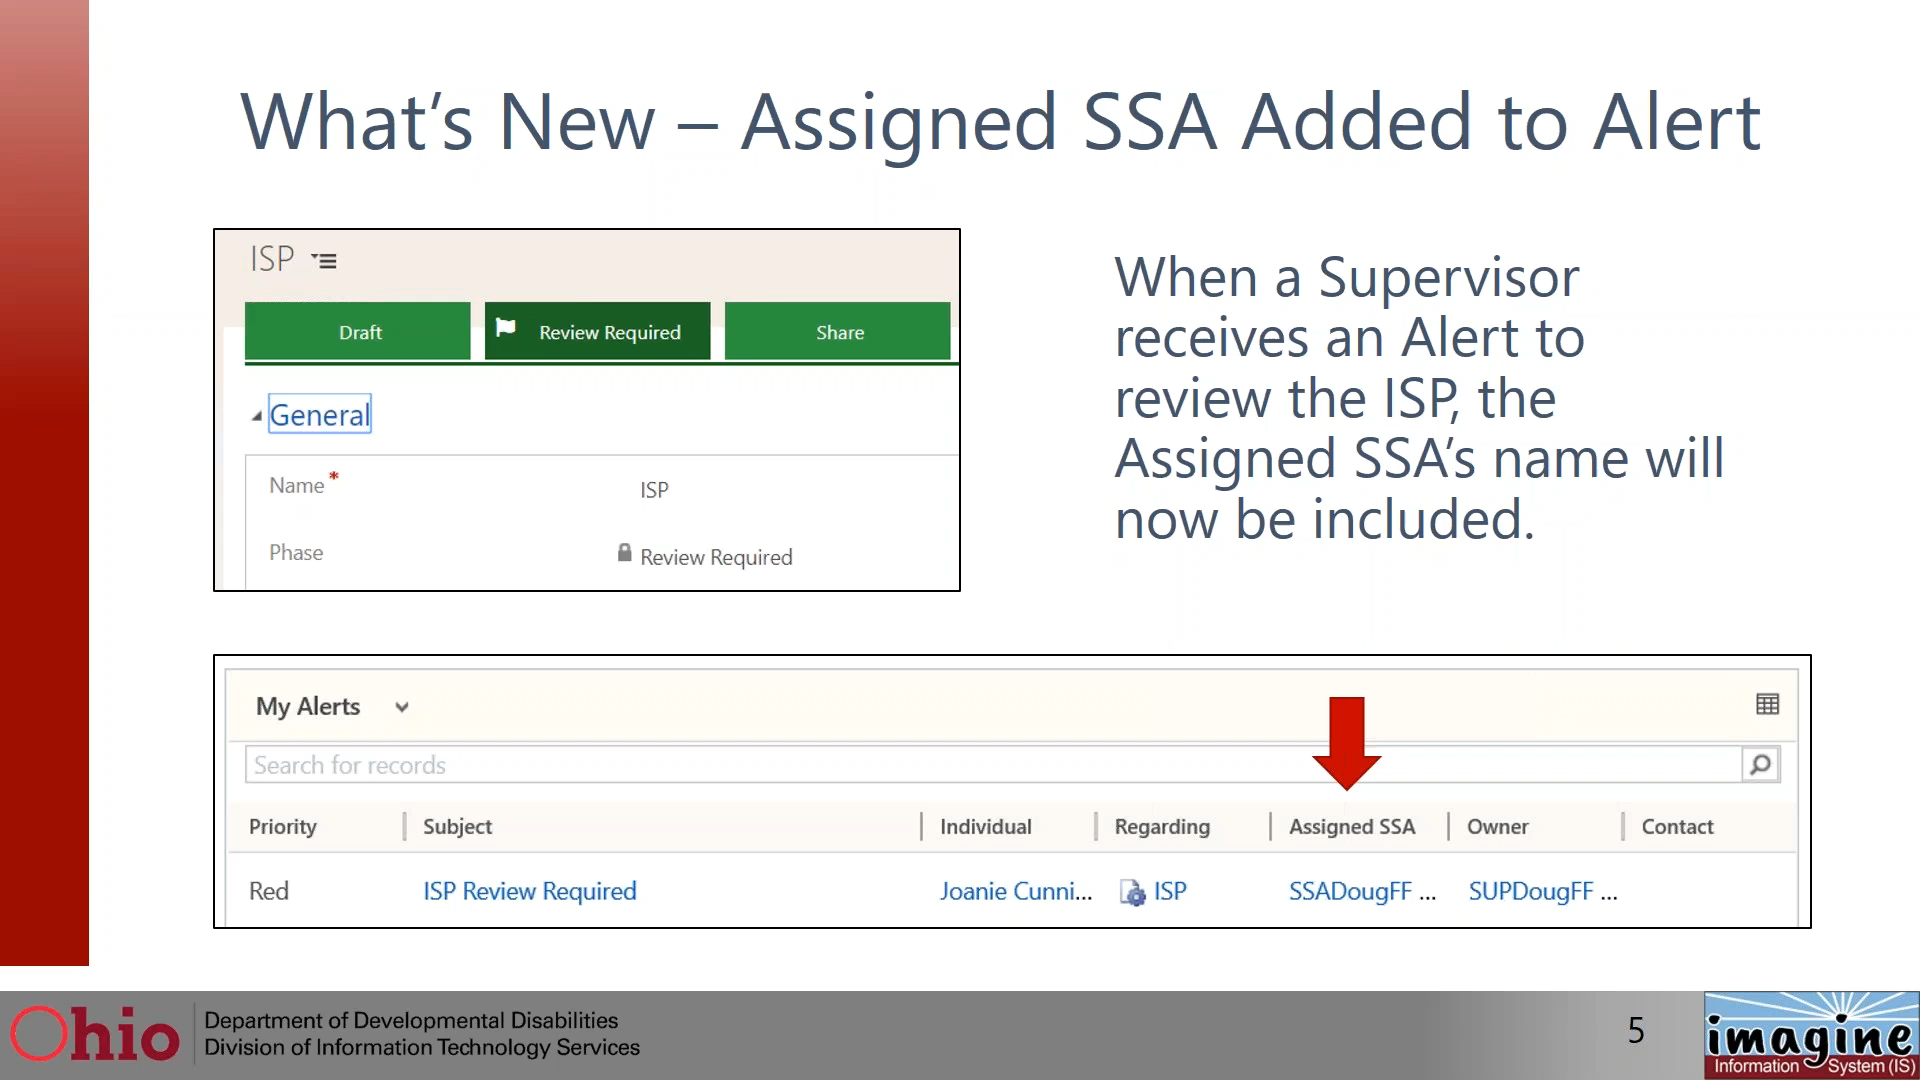 What's New – Assigned SSA Added to Alert
ISP
Draft
Review Required
Share
General
Name *
ISP
Phase
Review Required
When a Supervisor
receives an Alert to
review the ISP, the
Assigned SSA's name will
now be included.
My Alerts
Search for records
Priority Subject Individual Regarding Assigned SSA Owner Contact
Red ISP Review Required Joanie Cunni... ISP SSADougFF ... SUPDougFF ...
Ohio
Department of Developmental Disabilities
Division of Information Technology Services
5
imagine
Information System (IS)